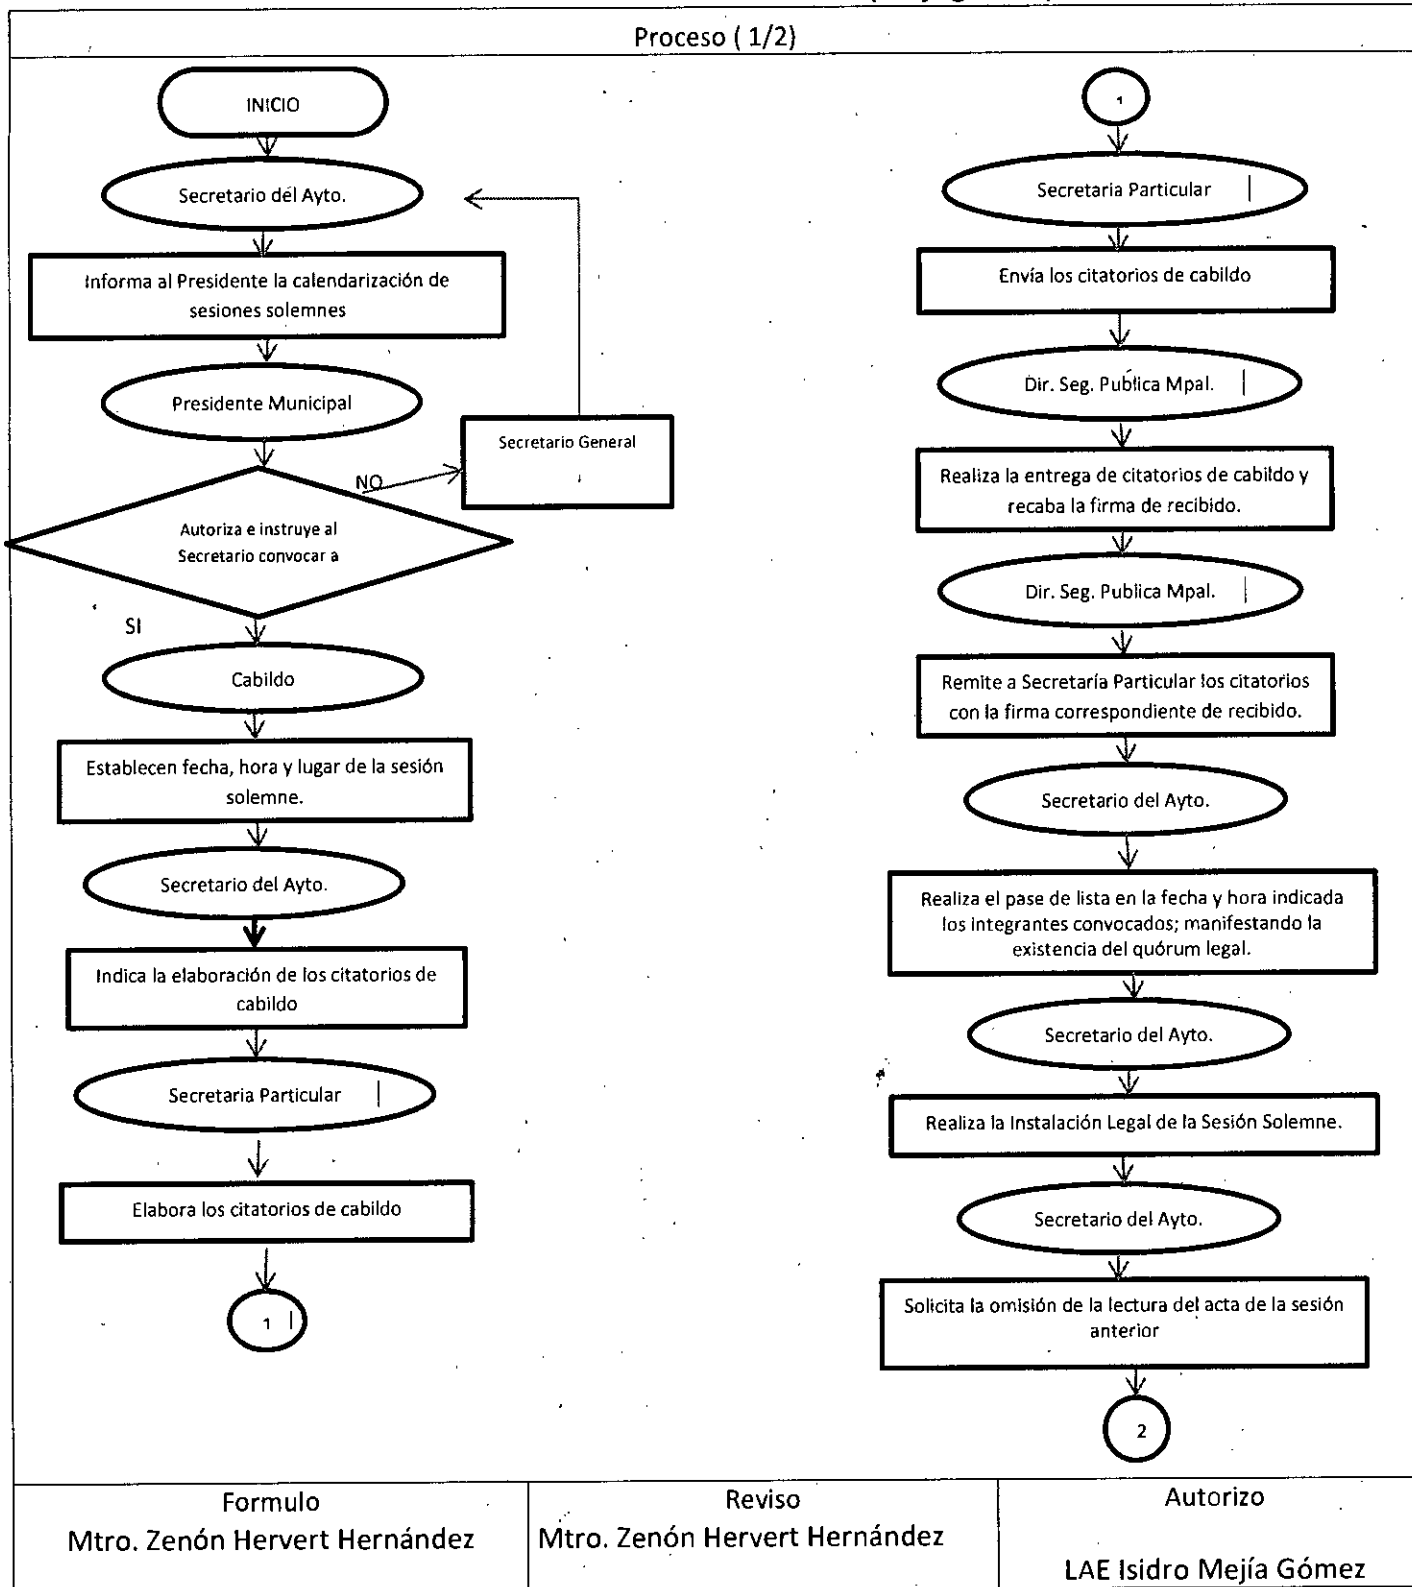 Proceso ( 1/2)
INICIO
Secretario del Ayto.
Informa al Presidente la calendarización de
sesiones solemnes
Presidente Municipal
Secretario General
NO
Autoriza e instruye al
Secretario convocar a
SI
Cabildo
Establecen fecha, hora y lugar de la sesión
solemne.
Secretario del Ayto.
Indica la elaboración de los citatorios de
cabildo
Secretaria Particular
Elabora los citatorios de cabildo
1
1
Secretaria Particular
Envía los citatorios de cabildo
Dir. Seg. Publica Mpal.
Realiza la entrega de citatorios de cabildo y
recaba la firma de recibido.
Dir. Seg. Publica Mpal.
Remite a Secretaría Particular los citatorios
con la firma correspondiente de recibido.
Secretario del Ayto.
Realiza el pase de lista en la fecha y hora indicada
los integrantes convocados; manifestando la
existencia del quórum legal.
Secretario del Ayto.
Realiza la Instalación Legal de la Sesión Solemne.
Secretario del Ayto.
Solicita la omisión de la lectura del acta de la sesión
anterior
2
Formulo
Mtro. Zenón Hervert Hernández
Reviso
Mtro. Zenón Hervert Hernández
Autorizo
LAE Isidro Mejía Gómez